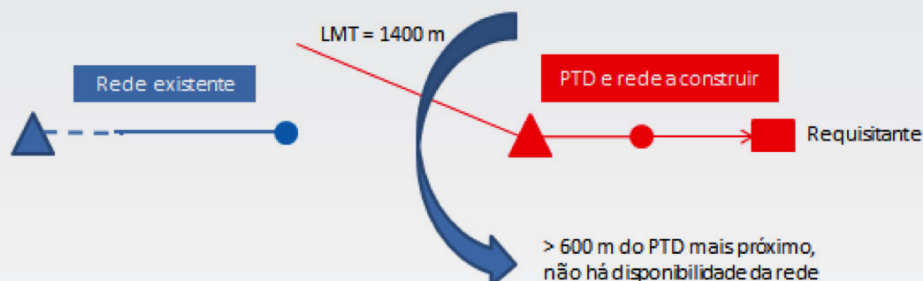 LMT = 1400 m
Rede existente
PTD e rede a construir
Requisitante
> 600 m do PTD mais próximo,
não há disponibilidade da rede